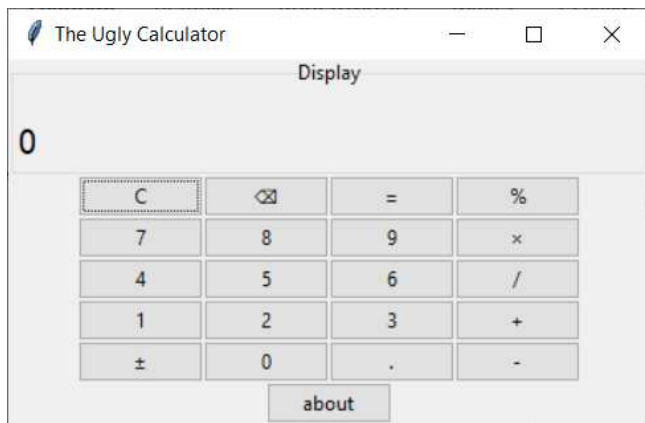 The Ugly Calculator
Display
0
C ⌫ = %
7 8 9 ×
4 5 6 /
1 2 3 +
± 0 . -
about